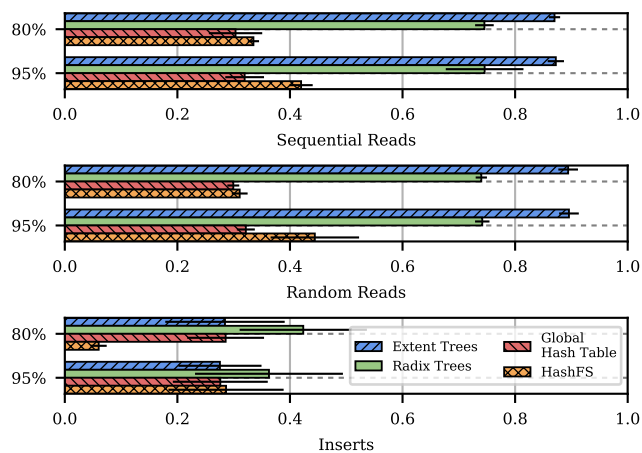 80%
95%
0.0 0.2 0.4 0.6 0.8 1.0
Sequential Reads
80%
95%
0.0 0.2 0.4 0.6 0.8 1.0
Random Reads
80%
95%
Extent Trees
Radix Trees
Global
Hash Table
HashFS
0.0 0.2 0.4 0.6 0.8 1.0
Inserts